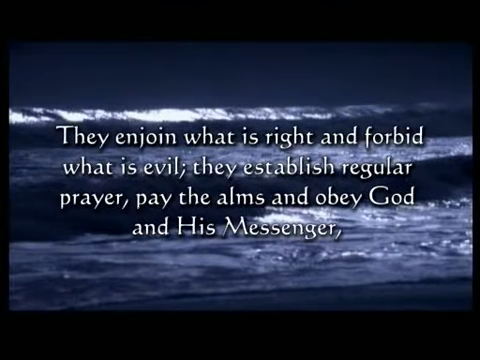 They enjoin what is right and forbid
what is evil; they establish regular
prayer, pay the alms and obey God
and His Messenger,